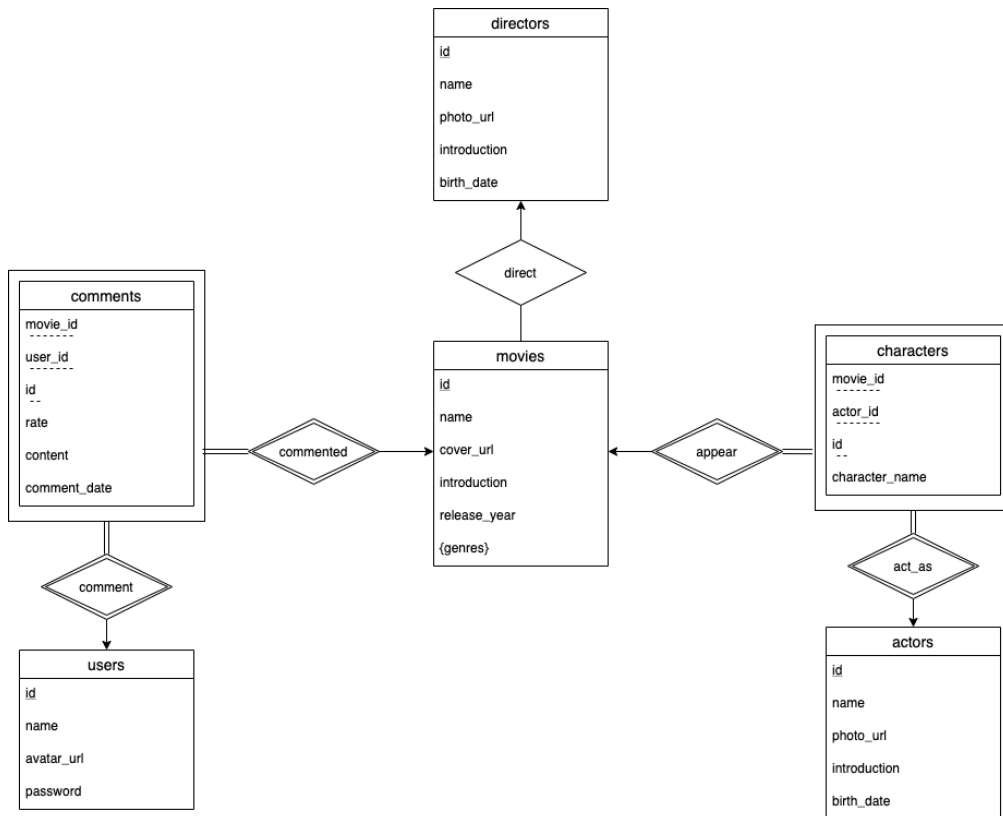 directors
id
name
photo_url
introduction
birth_date
direct
comments
movie_id
user_id
id
rate
content
comment_date
commented
movies
id
name
cover_url
introduction
release_year
{genres}
appear
characters
movie_id
actor_id
id
character_name
comment
act_as
users
id
name
avatar_url
password
actors
id
name
photo_url
introduction
birth_date